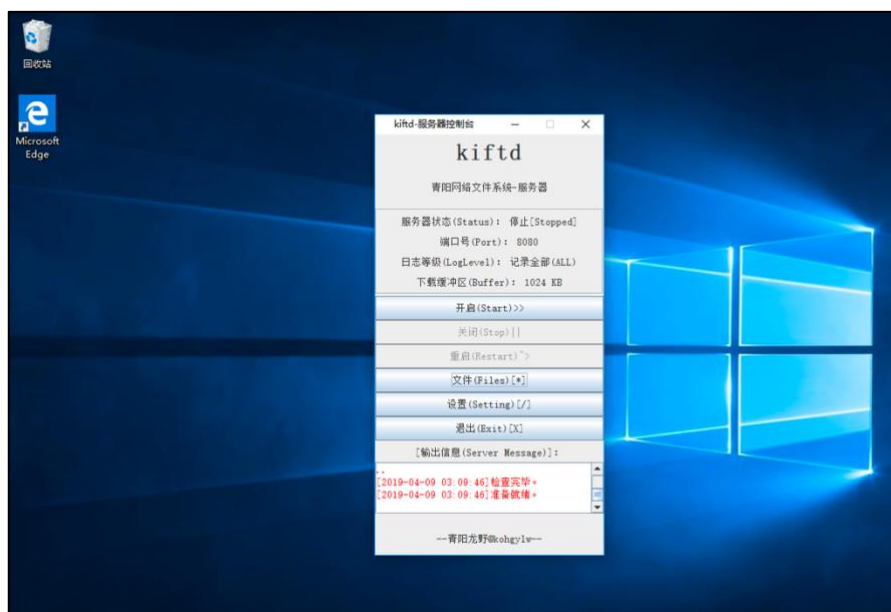 回收站
Microsoft
Edge
kiftd-服务器控制台
kiftd
青阳网络文件系统-服务器
服务器状态(Status): 停止[Stopped]
端口号(Port): 8080
日志等级(LogLevel): 记录全部(ALL)
下载缓冲区(Buffer): 1024 KB
开启(Start)>>
关闭(Stop)||
重启(Restart)~>
文件(Files)[*]
设置(Setting)[/]
退出(Exit)[X]
[输出信息(Server Message)]:
..
[2019-04-09 03:09:46]检查完毕。
[2019-04-09 03:09:46]准备就绪。
--青阳龙野@kohgylw--